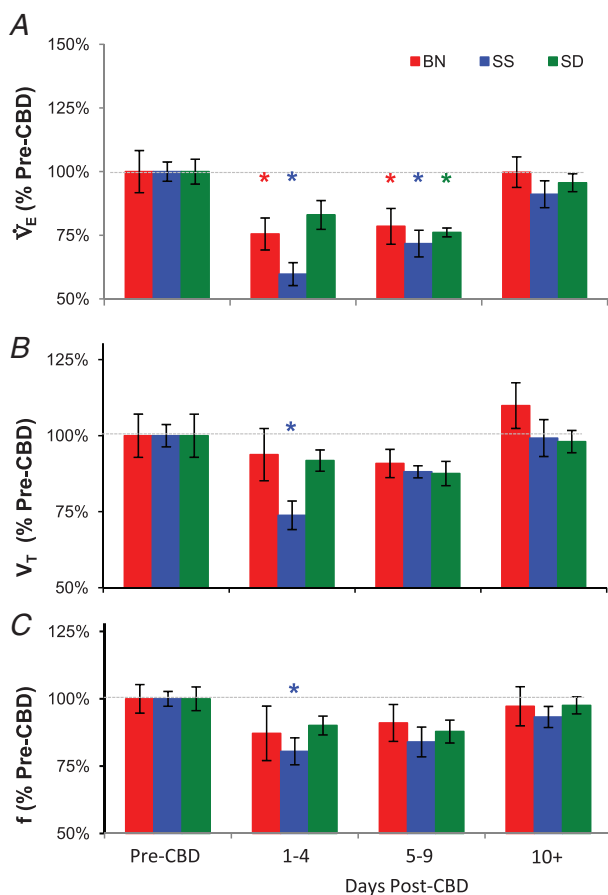 A
150%
125%
100%
75%
50%
V̇E (% Pre-CBD)
BN SS SD
* * * * *
B
125%
100%
75%
50%
VT (% Pre-CBD)
*
C
125%
100%
75%
50%
f (% Pre-CBD)
*
Pre-CBD 1-4 5-9 10+
Days Post-CBD